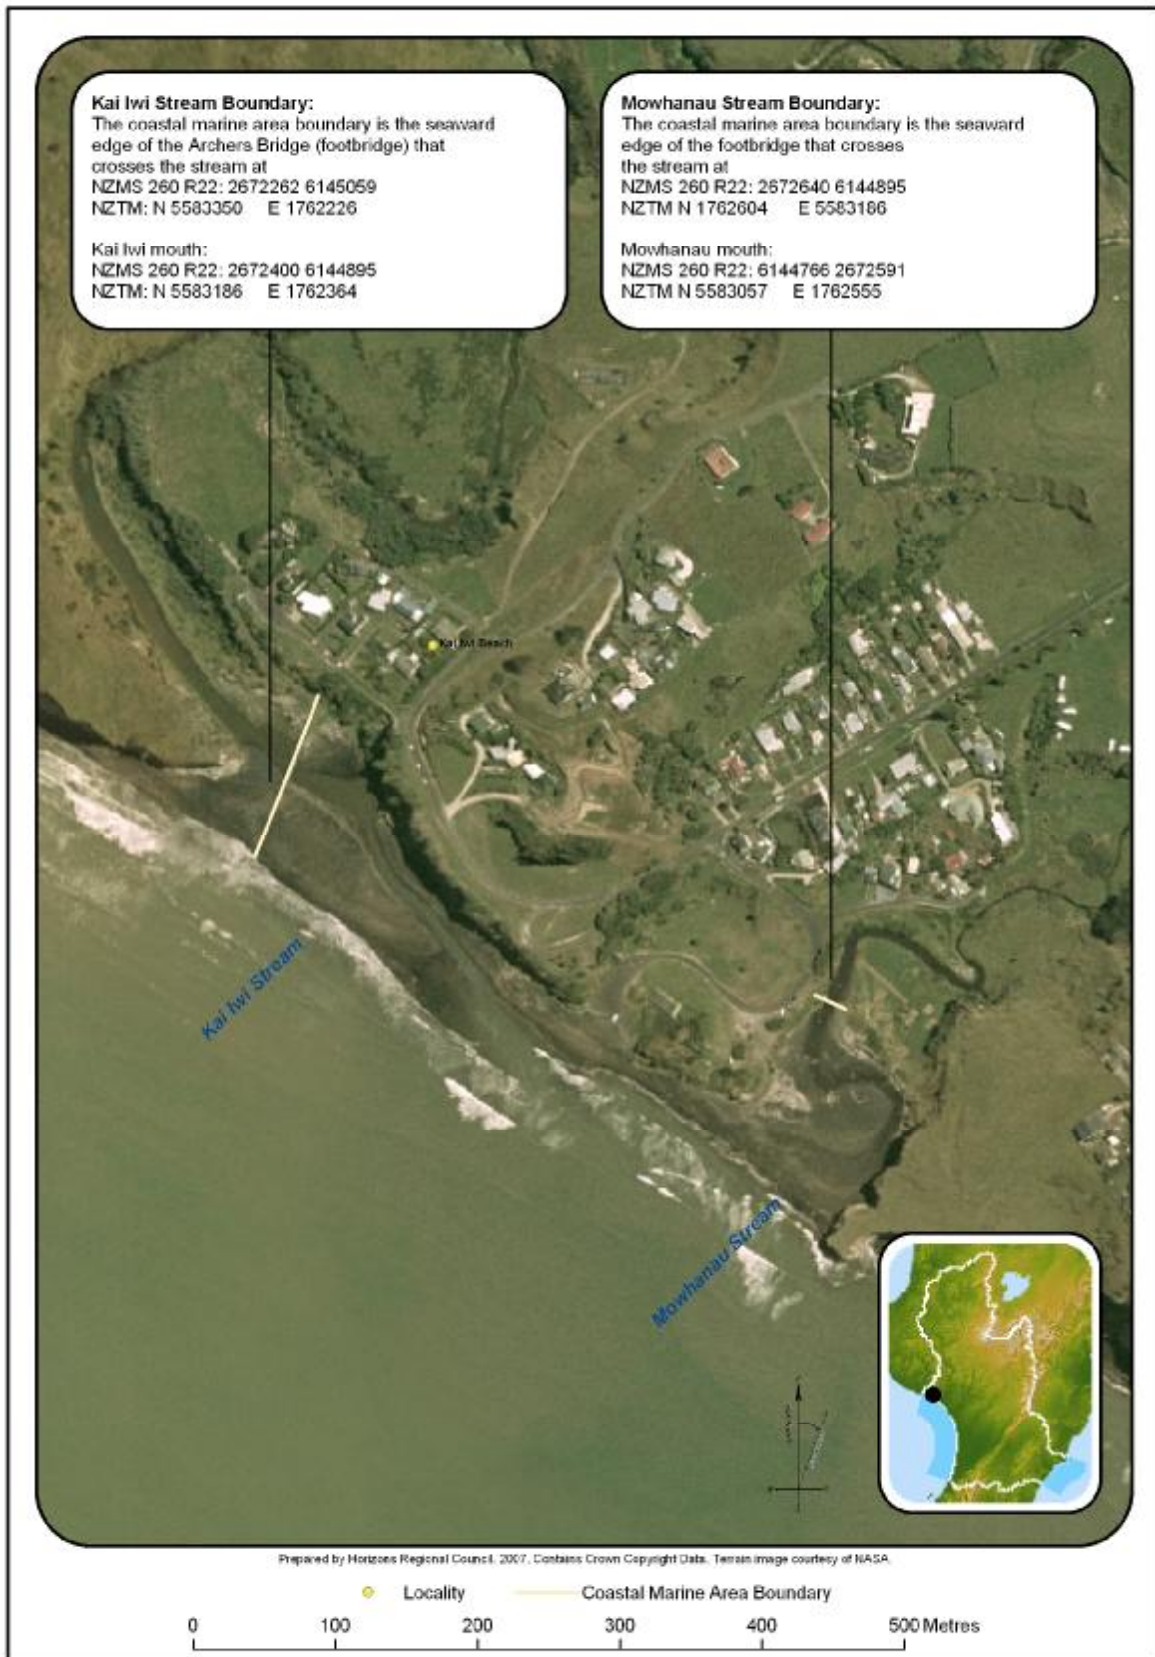 Kai Iwi Stream Boundary:
The coastal marine area boundary is the seaward
edge of the Archers Bridge (footbridge) that
crosses the stream at
NZMS 260 R22: 2672262 6145059
NZTM: N 5583350 E 1762226
Kai Iwi mouth:
NZMS 260 R22: 2672400 6144895
NZTM: N 5583186 E 1762364
Mowhanau Stream Boundary:
The coastal marine area boundary is the seaward
edge of the footbridge that crosses
the stream at
NZMS 260 R22: 2672640 6144895
NZTM N 1762604 E 5583186
Mowhanau mouth:
NZMS 260 R22: 6144766 2672591
NZTM N 5583057 E 1762555
Kai Iwi Beach
Kai Iwi Stream
Mowhanau Stream
Prepared by Horizons Regional Council, 2007. Contains Crown Copyright Data. Terrain image courtesy of NASA.
Locality
Coastal Marine Area Boundary
0 100 200 300 400 500 Metres